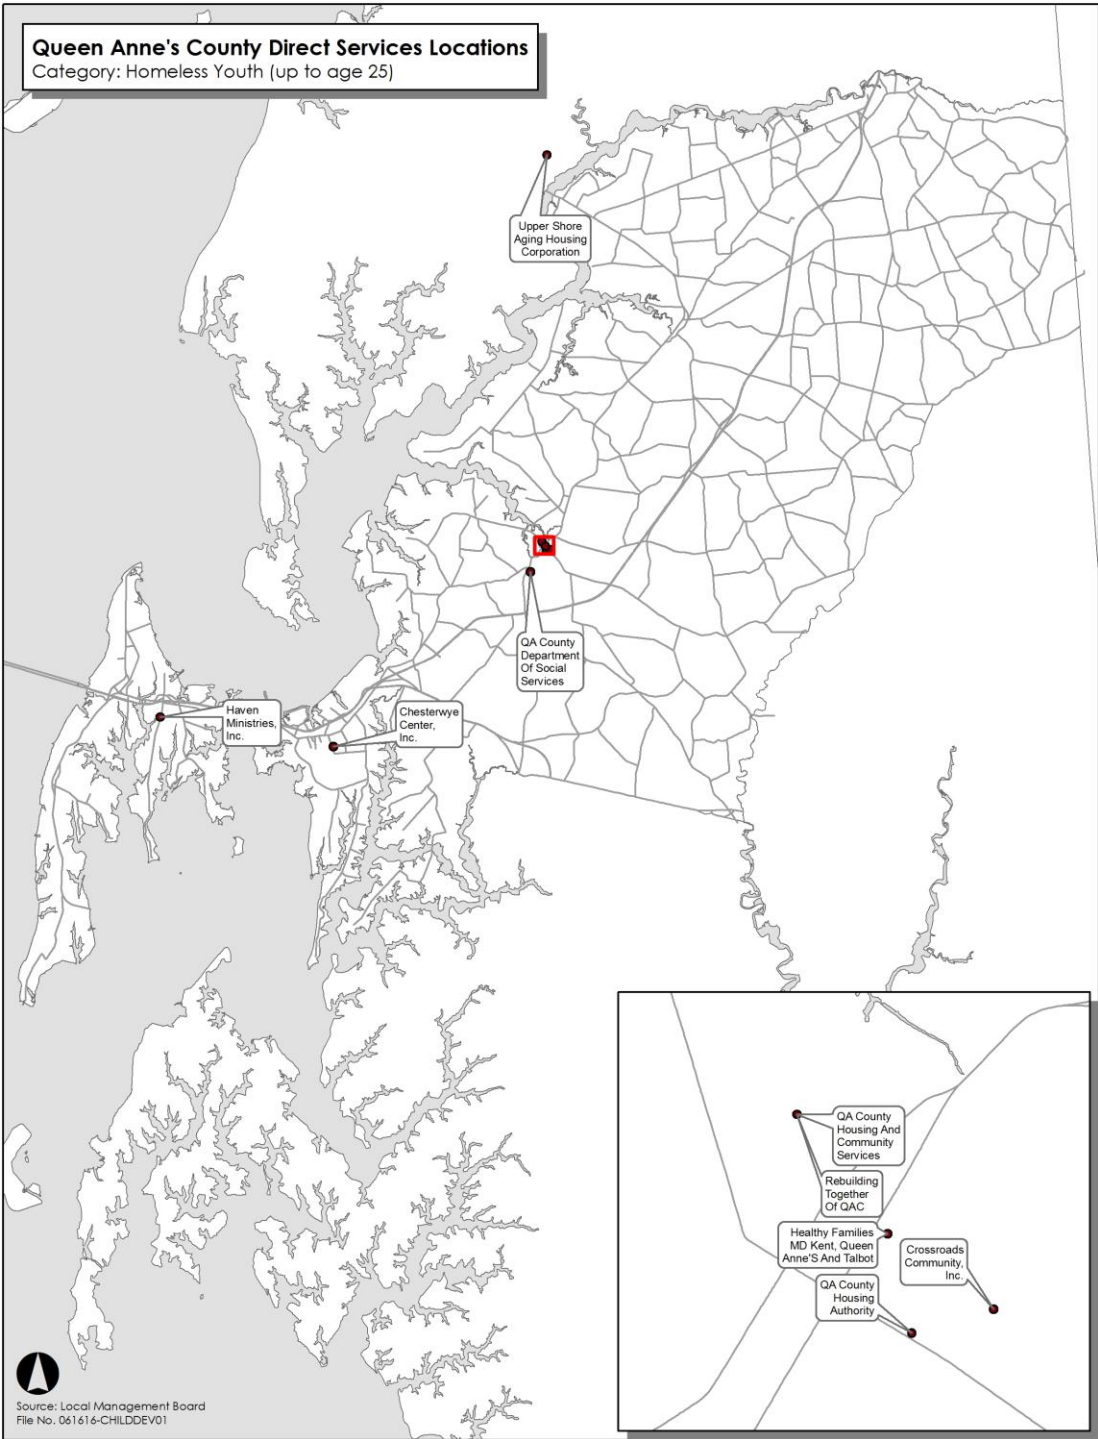 Queen Anne's County Direct Services Locations
Category: Homeless Youth (up to age 25)
Upper Shore
Aging Housing
Corporation
QA County
Department
Of Social
Services
Haven
Ministries,
Inc.
Chesterwye
Center,
Inc.
QA County
Housing And
Community
Services
Rebuilding
Together
Of QAC
Healthy Families
MD Kent, Queen
Anne'S And Talbot
Crossroads
Community,
Inc.
QA County
Housing
Authority
Source: Local Management Board
File No. 061616-CHILDDEV01